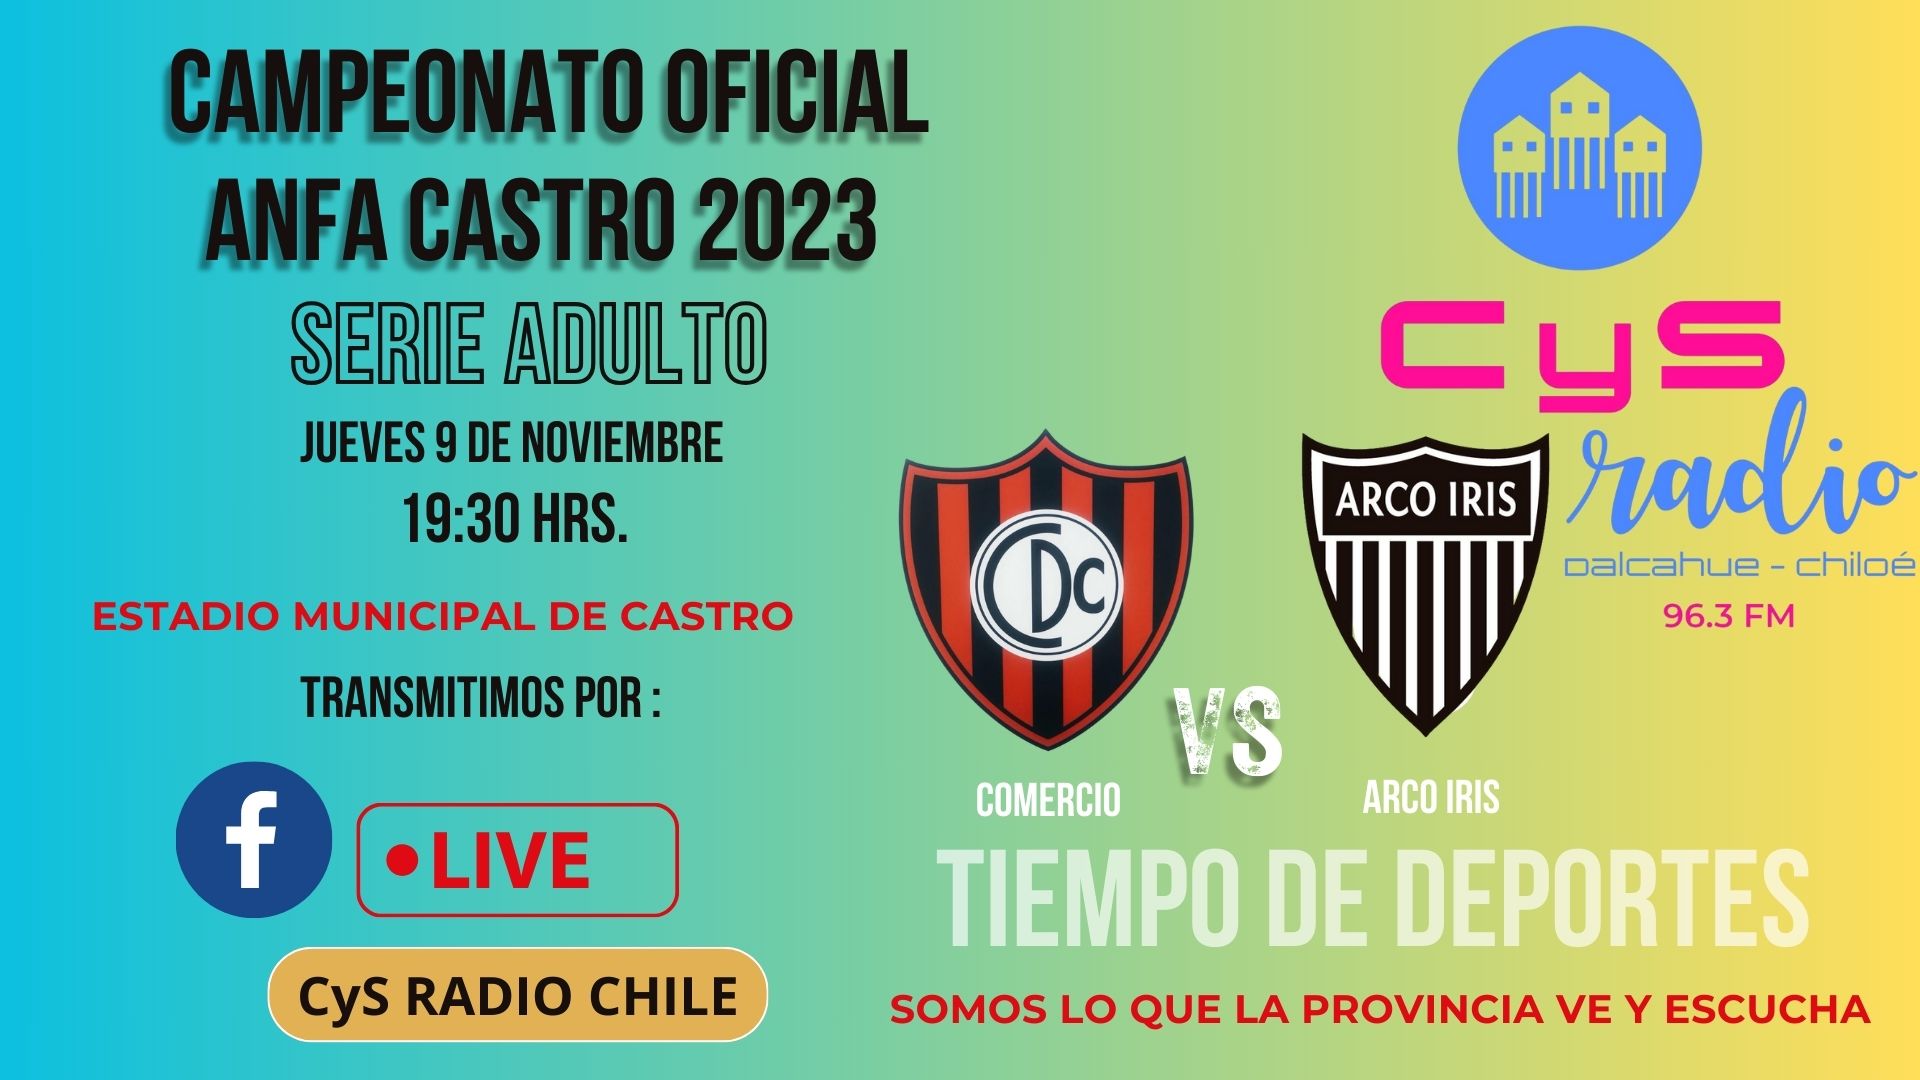 CAMPEONATO OFICIAL
ANFA CASTRO 2023
SERIE ADULTO
JUEVES 9 DE NOVIEMBRE
19:30 HRS.
ESTADIO MUNICIPAL DE CASTRO
TRANSMITIMOS POR :
f
•LIVE
CyS RADIO CHILE
CyS
radio
Dalcahue - chiloé
96.3 FM
CDC
ARCO IRIS
VS
COMERCIO
ARCO IRIS
TIEMPO DE DEPORTES
SOMOS LO QUE LA PROVINCIA VE Y ESCUCHA